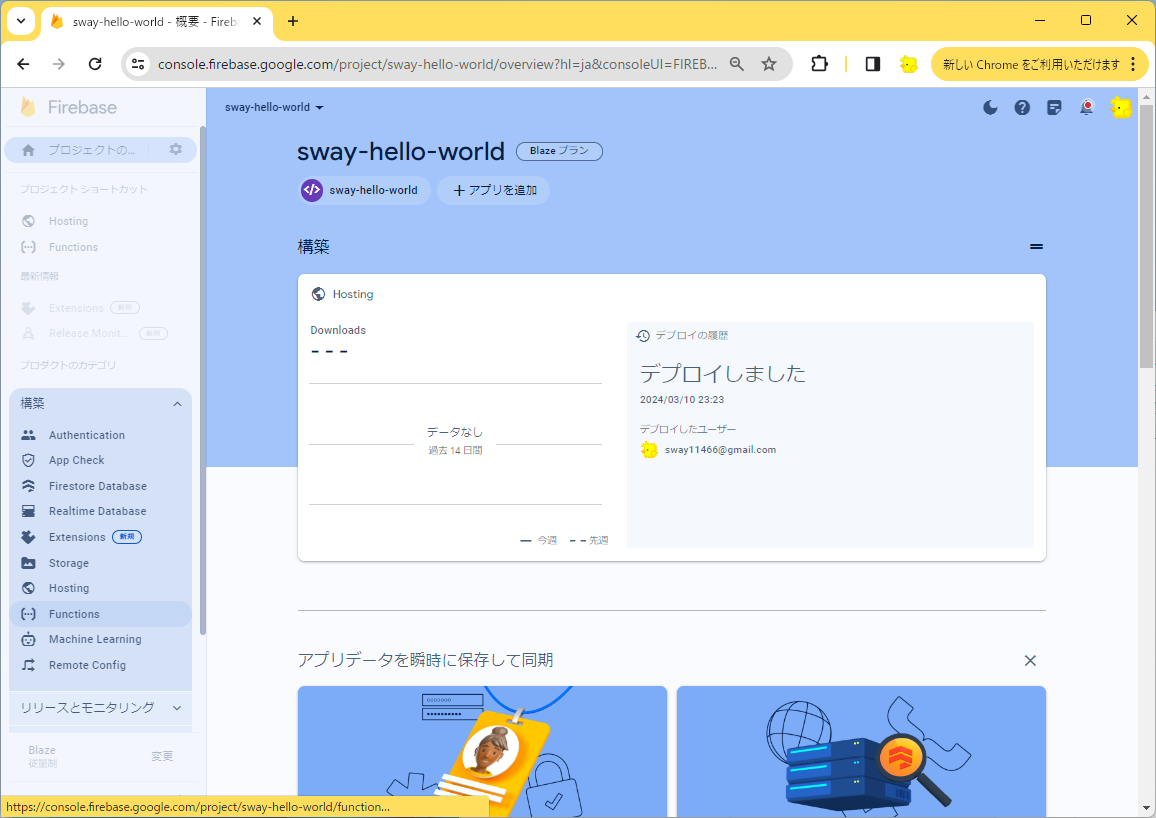 sway-hello-world - 概要 - Fireb
console.firebase.google.com/project/sway-hello-world/overview?hl=ja&consoleUI=FIREB...
新しい Chrome をご利用いただけます
Firebase
プロジェクトの...
プロジェクト ショートカット
Hosting
Functions
最新情報
Extensions 新規
Release Monit... 新規
プロダクトのカテゴリ
構築
Authentication
App Check
Firestore Database
Realtime Database
Extensions 新規
Storage
Hosting
Functions
Machine Learning
Remote Config
リリースとモニタリング
Blaze
従量制
変更
https://console.firebase.google.com/project/sway-hello-world/function...
sway-hello-world
sway-hello-world Blaze プラン
sway-hello-world
アプリを追加
構築
Hosting
Downloads
---
データなし
過去 14 日間
今週 先週
デプロイの履歴
デプロイしました
2024/03/10 23:23
デプロイしたユーザー
sway11466@gmail.com
アプリデータを瞬時に保存して同期